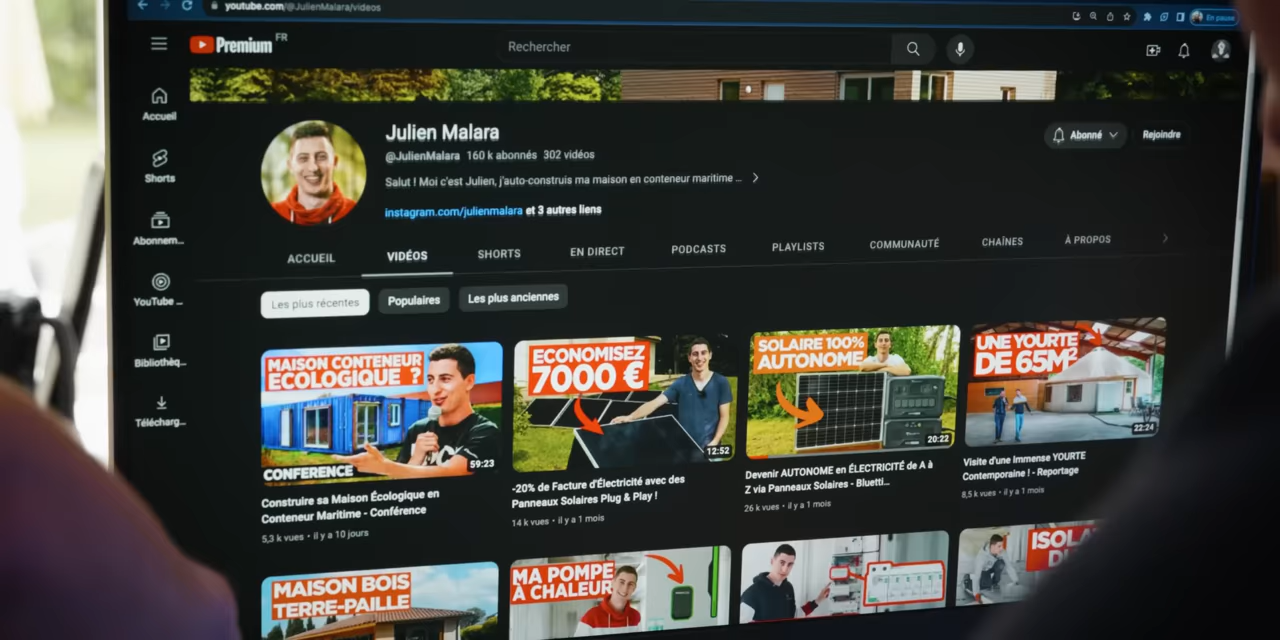 youtube.com/@JulienMalara/videos
En pause
Premium FR
Rechercher
Accueil
Shorts
Abonnem...
YouTube ...
Bibliothèq...
Télécharg...
Julien Malara
@JulienMalara 160 k abonnés 302 vidéos
Salut ! Moi c'est Julien, j'auto-construis ma maison en conteneur maritime ...
instagram.com/julienmalara et 3 autres liens
Abonné
Rejoindre
ACCUEIL VIDÉOS SHORTS EN DIRECT PODCASTS PLAYLISTS COMMUNAUTÉ CHAÎNES À PROPOS
Les plus récentes Populaires Les plus anciennes
MAISON CONTENEUR
ÉCOLOGIQUE ?
CONFERENCE
59:23
Construire sa Maison Écologique en
Conteneur Maritime - Conférence
5,3 k vues • il y a 10 jours
ECONOMISEZ
7000 €
12:52
-20% de Facture d'Électricité avec des
Panneaux Solaires Plug & Play !
14 k vues • il y a 1 mois
SOLAIRE 100%
AUTONOME
20:22
Devenir AUTONOME en ÉLECTRICITÉ de A à
Z via Panneaux Solaires - Bluetti...
26 k vues • il y a 1 mois
UNE YOURTE
DE 65M²
22:24
Visite d'une Immense YOURTE
Contemporaine ! - Reportage
8,5 k vues • il y a 1 mois
MAISON BOIS
TERRE-PAILLE
MA POMPE
À CHALEUR